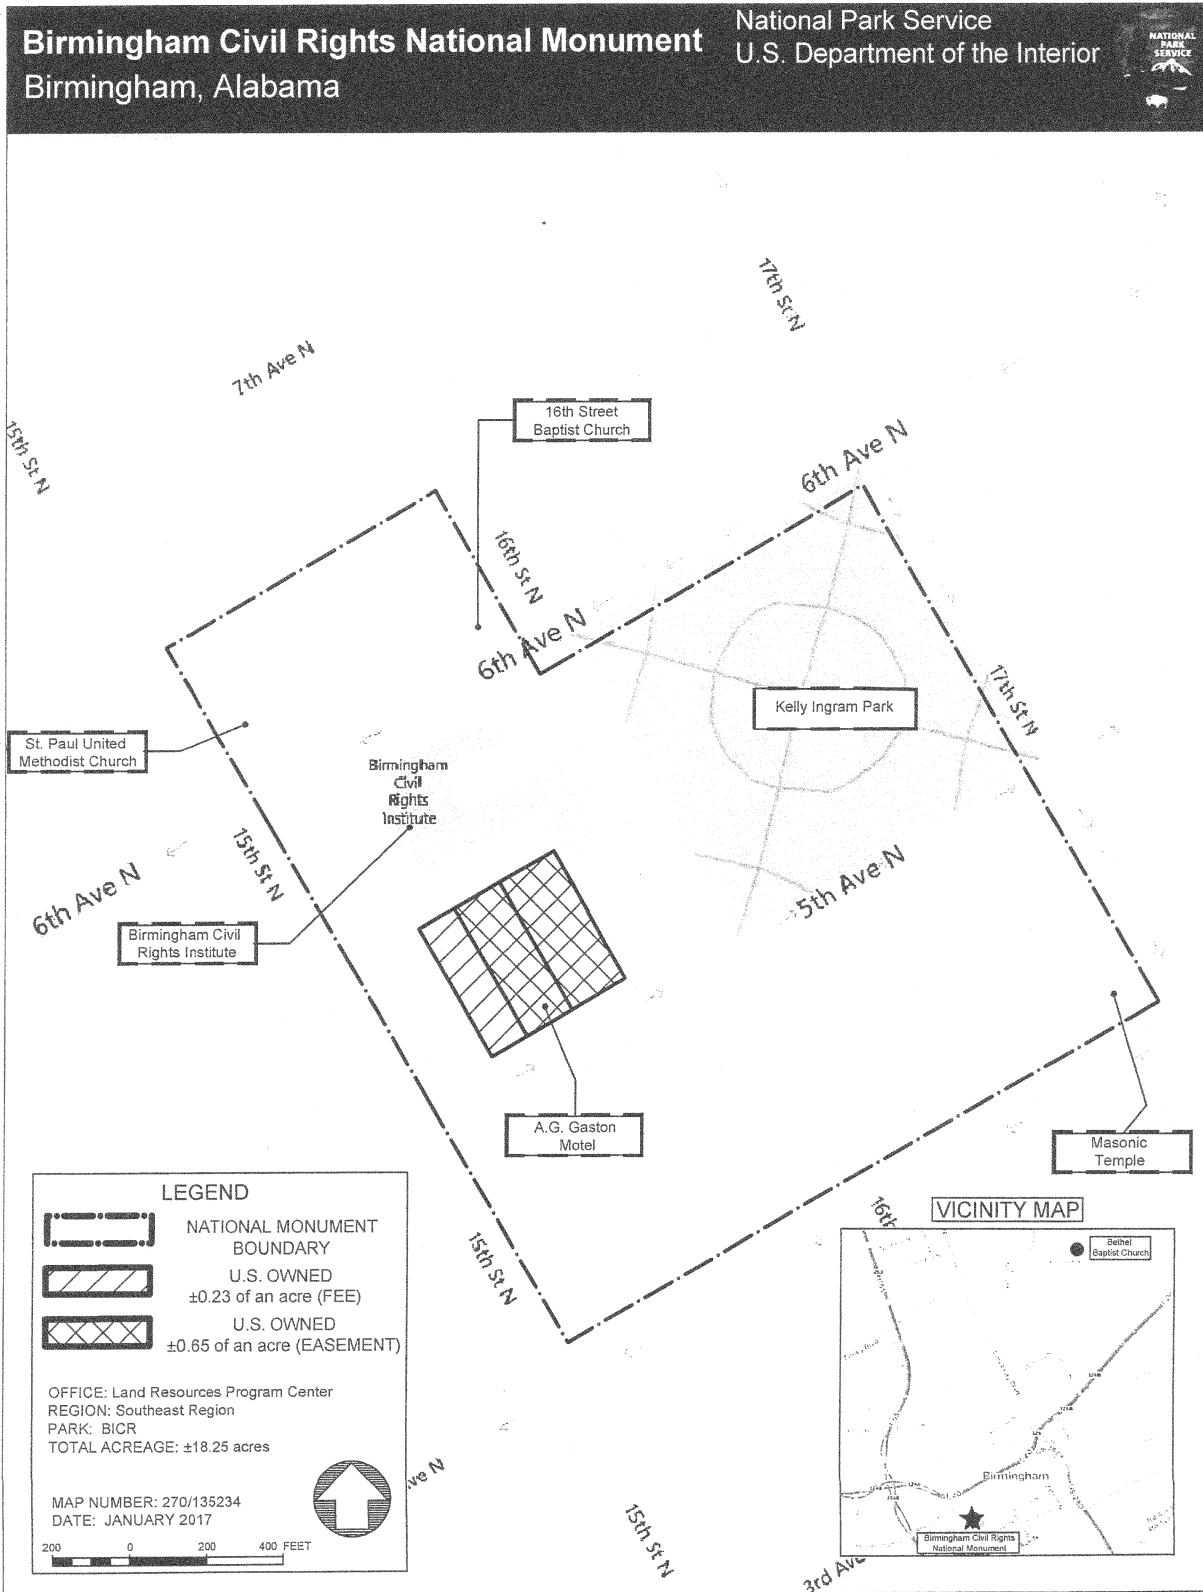 Birmingham Civil Rights National Monument
Birmingham, Alabama
National Park Service
U.S. Department of the Interior
NATIONAL
PARK
SERVICE
17th St N
7th Ave N
15th St N
16th Street
Baptist Church
6th Ave N
16th St N
6th Ave N
Kelly Ingram Park
17th St N
St. Paul United
Methodist Church
Birmingham
Civil
Rights
Institute
15th St N
6th Ave N
5th Ave N
Birmingham Civil
Rights Institute
A.G. Gaston
Motel
Masonic
Temple
15th St N
16th
LEGEND
NATIONAL MONUMENT
BOUNDARY
U.S. OWNED
±0.23 of an acre (FEE)
U.S. OWNED
±0.65 of an acre (EASEMENT)
OFFICE: Land Resources Program Center
REGION: Southeast Region
PARK: BICR
TOTAL ACREAGE: ±18.25 acres
MAP NUMBER: 270/135234
DATE: JANUARY 2017
200 0 200 400 FEET
ve N
15th St N
3rd Ave
VICINITY MAP
Bethel
Baptist Church
Birmingham
Birmingham Civil Rights
National Monument